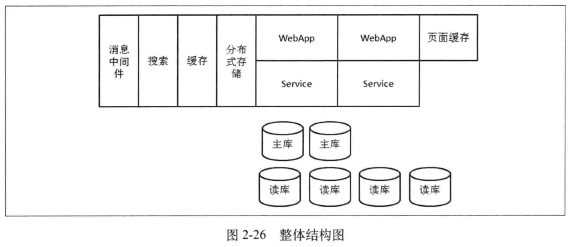 消息
中间
件
搜索
缓存
分布
式存
储
WebApp
WebApp
页面缓存
Service
Service
主库
主库
读库
读库
读库
读库
图 2-26 整体结构图